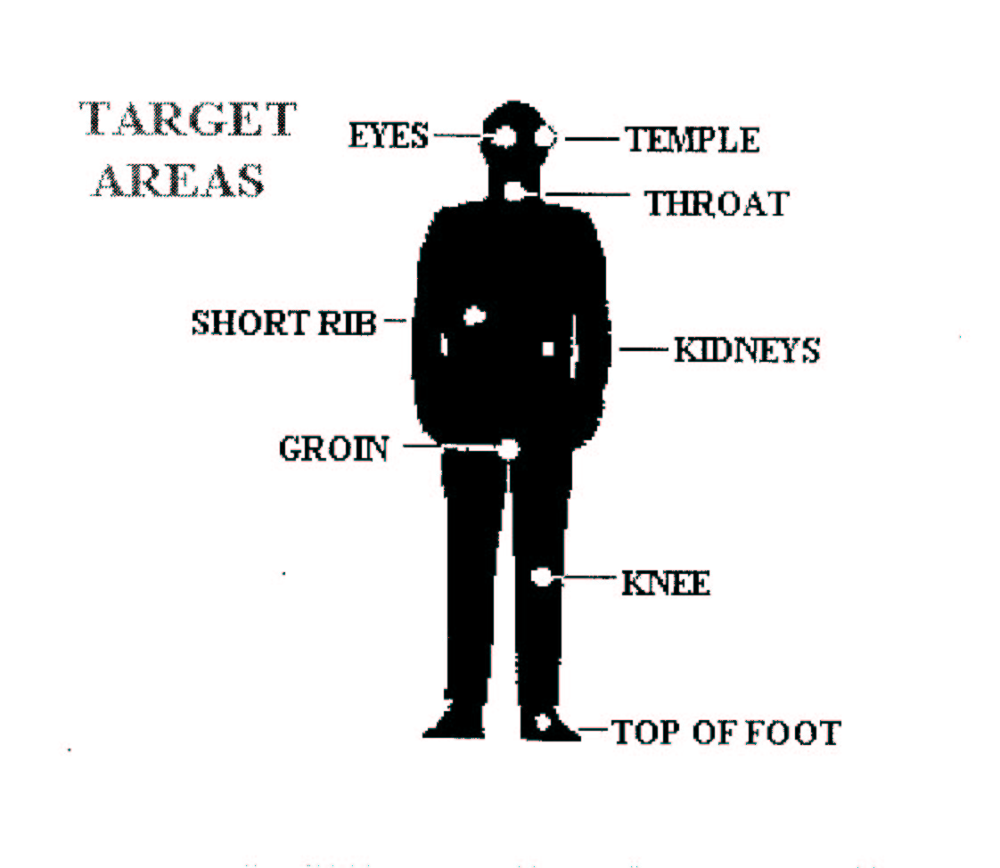 TARGET
AREAS
EYES
TEMPLE
THROAT
SHORT RIB
KIDNEYS
GROIN
KNEE
TOP OF FOOT